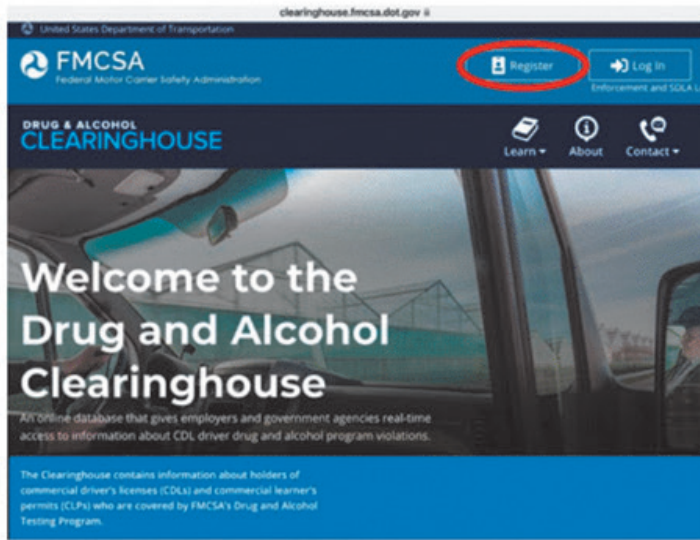 clearinghouse.fmcsa.dot.gov
United States Department of Transportation
FMCSA
Federal Motor Carrier Safety Administration
Register
Log In
Enforcement and SDLA L
DRUG & ALCOHOL
CLEARINGHOUSE
Learn
About
Contact
Welcome to the
Drug and Alcohol
Clearinghouse
An online database that gives employers and government agencies real-time
access to information about CDL driver drug and alcohol program violations.
The Clearinghouse contains information about holders of
commercial driver's licenses (CDLs) and commercial learner's
permits (CLPs) who are covered by FMCSA's Drug and Alcohol
Testing Program.